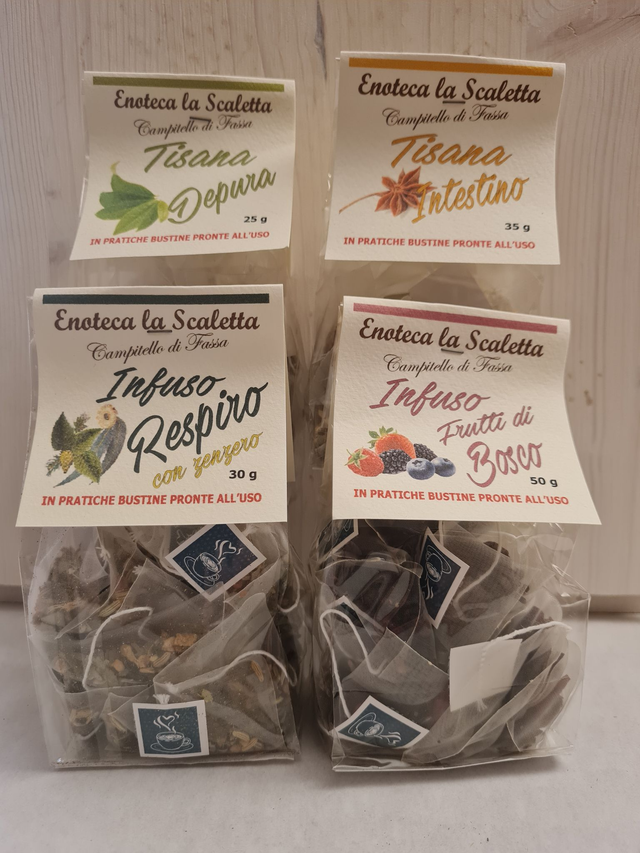 Enoteca la Scaletta
Campitello di Fassa
Tisana
Depura
25 g
IN PRATICHE BUSTINE PRONTE ALL'USO
Enoteca la Scaletta
Campitello di Fassa
Tisana
Intestino
35 g
IN PRATICHE BUSTINE PRONTE ALL'USO
Enoteca la Scaletta
Campitello di Fassa
Infuso
Respiro
con zenzero
30 g
IN PRATICHE BUSTINE PRONTE ALL'USO
Enoteca la Scaletta
Campitello di Fassa
Infuso
Frutti di
Bosco
50 g
IN PRATICHE BUSTINE PRONTE ALL'USO